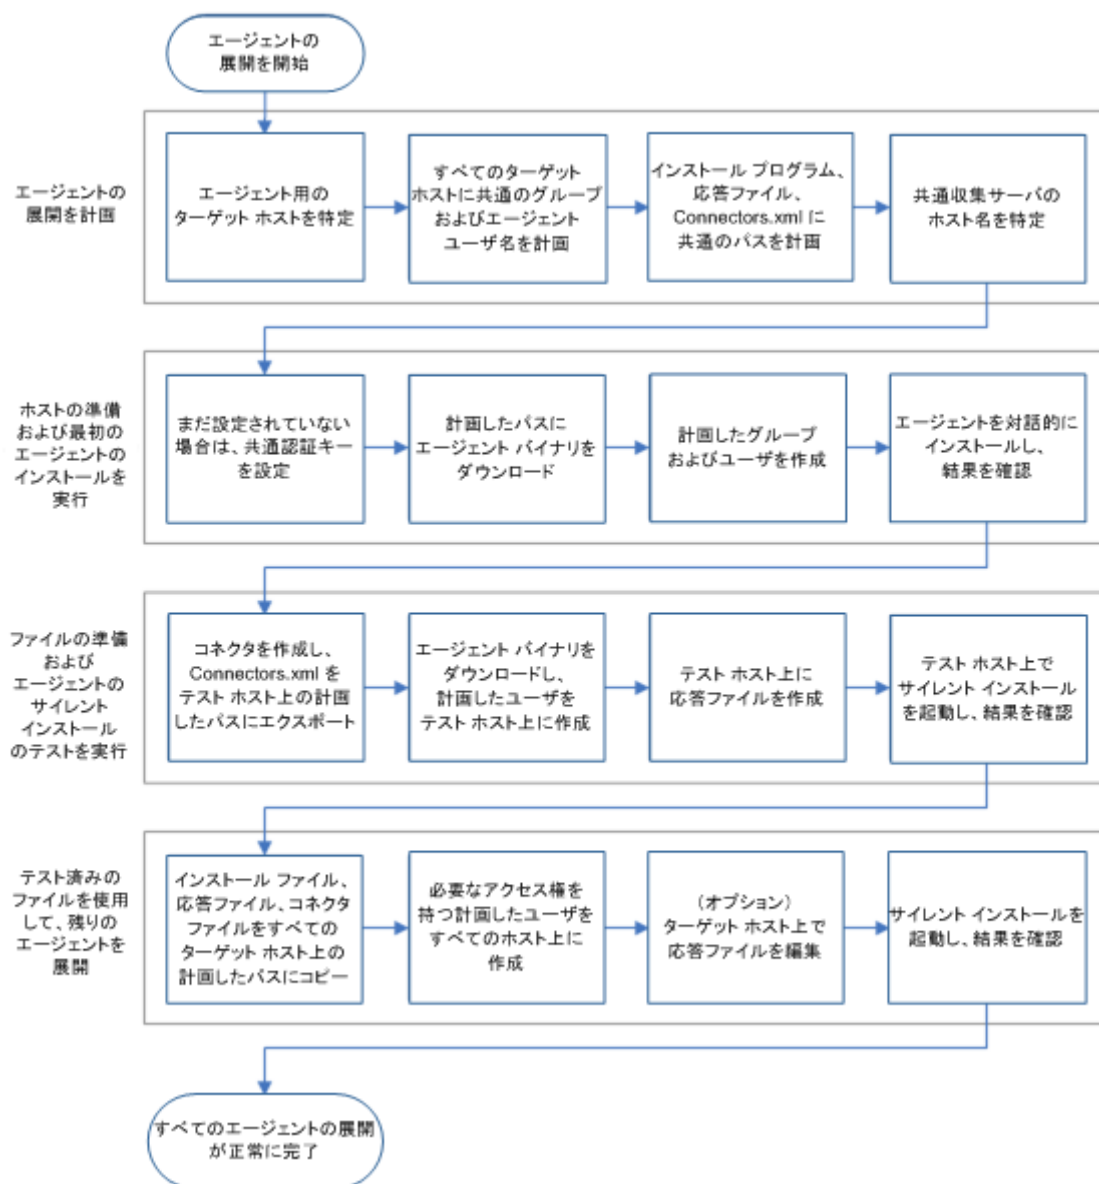 エージェントの
展開を開始
エージェントの
展開を計画
エージェント用の
ターゲット ホストを特定
すべてのターゲット
ホストに共通のグループ
およびエージェント
ユーザ名を計画
インストール プログラム、
応答ファイル、
Connectors.xml に
共通のパスを計画
共通収集サーバの
ホスト名を特定
ホストの準備
および最初の
エージェントの
インストールを
実行
まだ設定されていない
場合は、共通認証キー
を設定
計画したパスに
エージェント バイナリを
ダウンロード
計画したグループ
およびユーザを作成
エージェントを対話的に
インストールし、
結果を確認
ファイルの準備
および
エージェントの
サイレント
インストール
のテストを実行
コネクタを作成し、
Connectors.xml を
テスト ホスト上の計画
したパスにエクスポート
エージェント バイナリを
ダウンロードし、
計画したユーザを
テスト ホスト上に作成
テスト ホスト上に
応答ファイルを作成
テスト ホスト上で
サイレント インストール
を起動し、結果を確認
テスト済みの
ファイルを使用
して、残りの
エージェントを
展開
インストール ファイル、
応答ファイル、コネクタ
ファイルをすべての
ターゲット ホスト上の
計画したパスにコピー
必要なアクセス権を
持つ計画したユーザを
すべてのホスト上に
作成
（オプション）
ターゲット ホスト上で
応答ファイルを編集
サイレント インストールを
起動し、結果を確認
すべてのエージェントの展開
が正常に完了